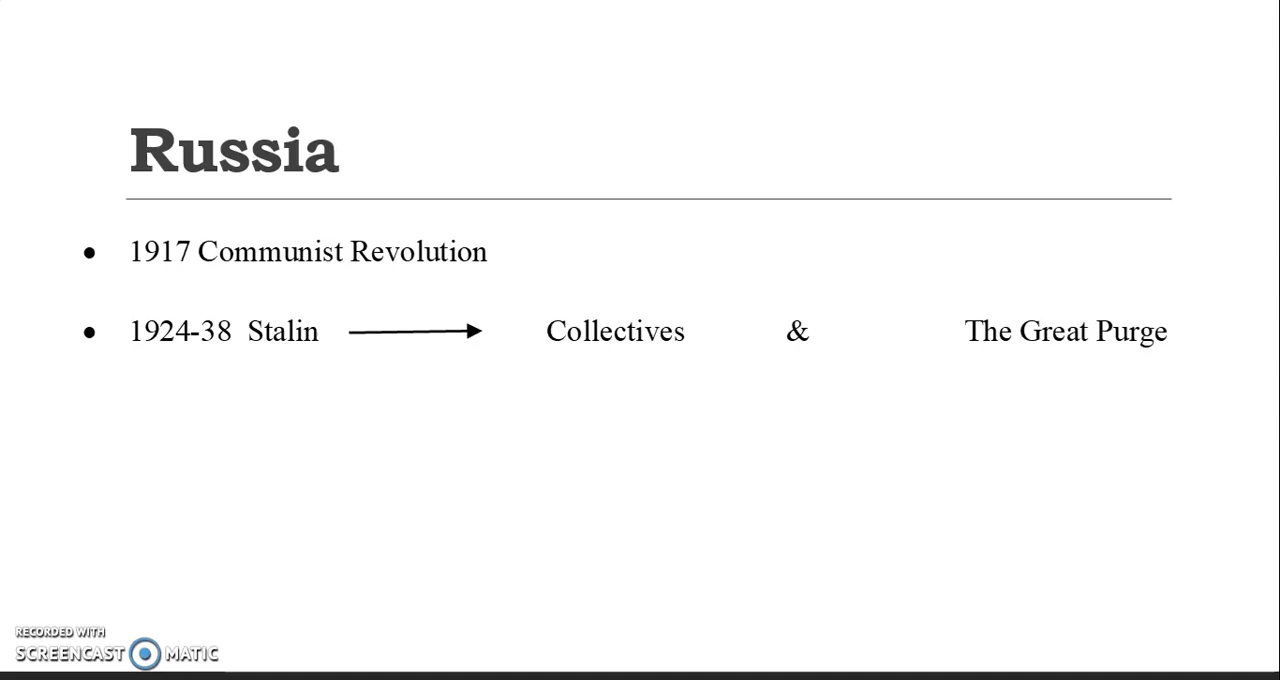 Russia
1917 Communist Revolution
1924-38 Stalin Collectives & The Great Purge
RECORDED WITH
SCREENCAST MATIC